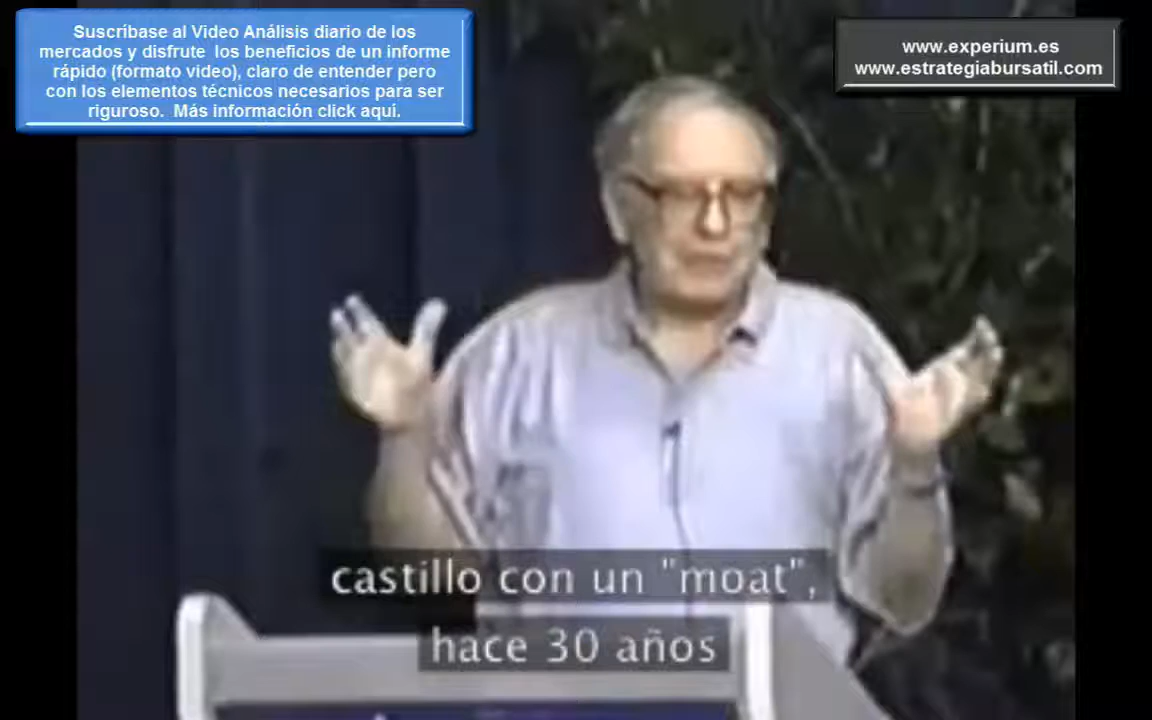 Suscríbase al Video Análisis diario de los
mercados y disfrute los beneficios de un informe
rápido (formato video), claro de entender pero
con los elementos técnicos necesarios para ser
riguroso. Más información click aquí.
www.experium.es
www.estrategiabursatil.com
castillo con un "moat",
hace 30 años